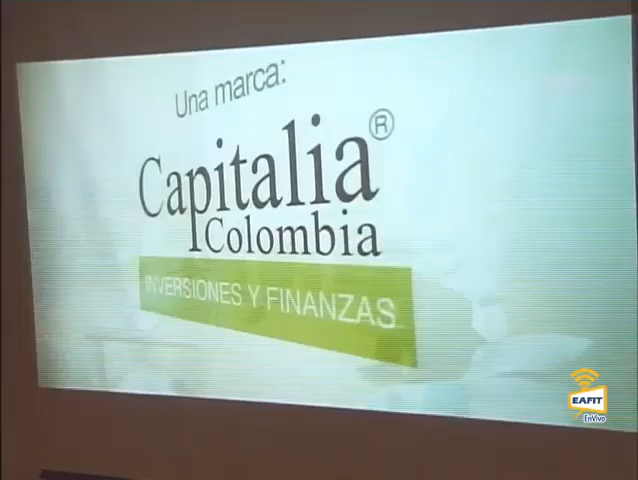 Una marca:
Capitalia®
Colombia
INVERSIONES Y FINANZAS
EAFIT
EnVivo